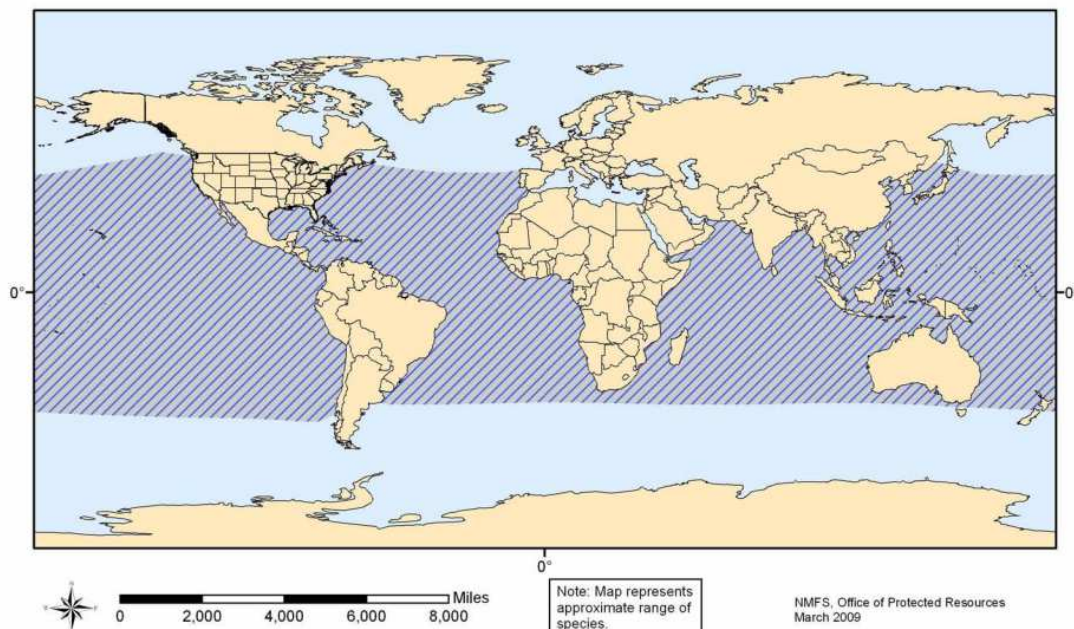 0°
0°
0°
Miles
0 2,000 4,000 6,000 8,000
Note: Map represents
approximate range of
species.
NMFS, Office of Protected Resources
March 2009